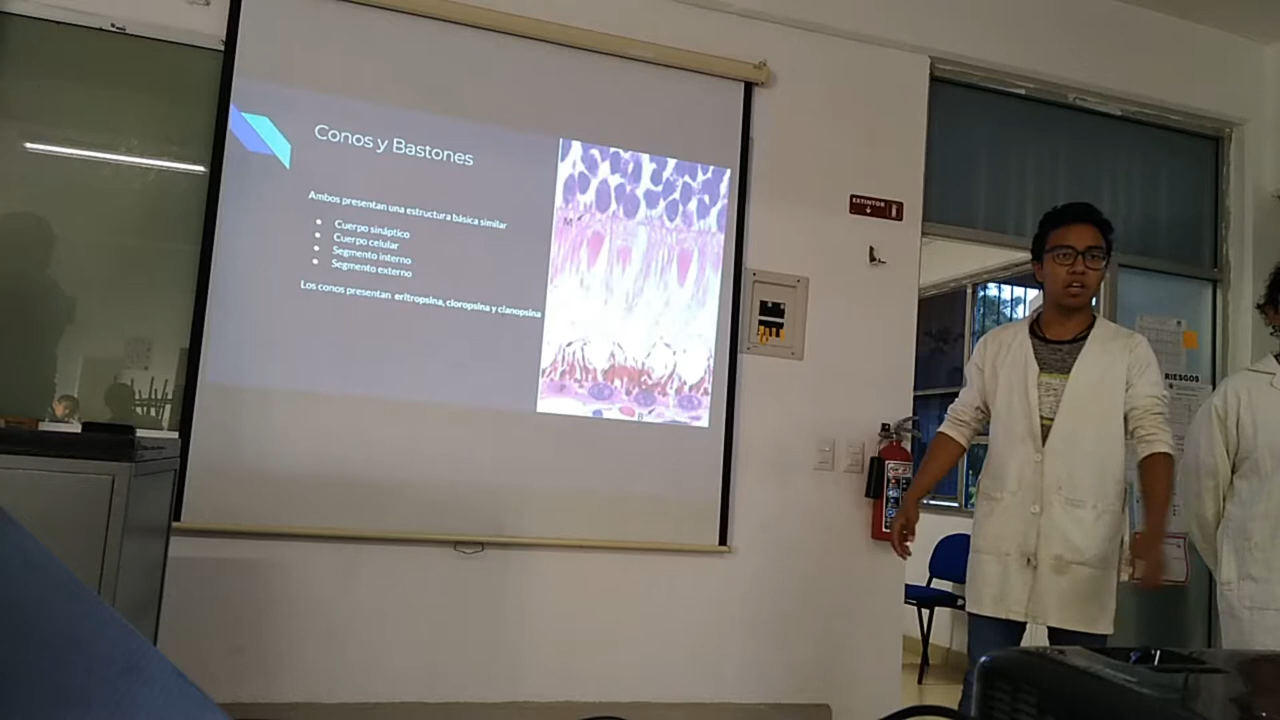 Conos y Bastones
Ambos presentan una estructura básica similar
Cuerpo sináptico
Cuerpo celular
Segmento interno
Segmento externo
Los conos presentan eritropsina, cloropsina y cianopsina
M
B
EXTINTOR
RIESGOS